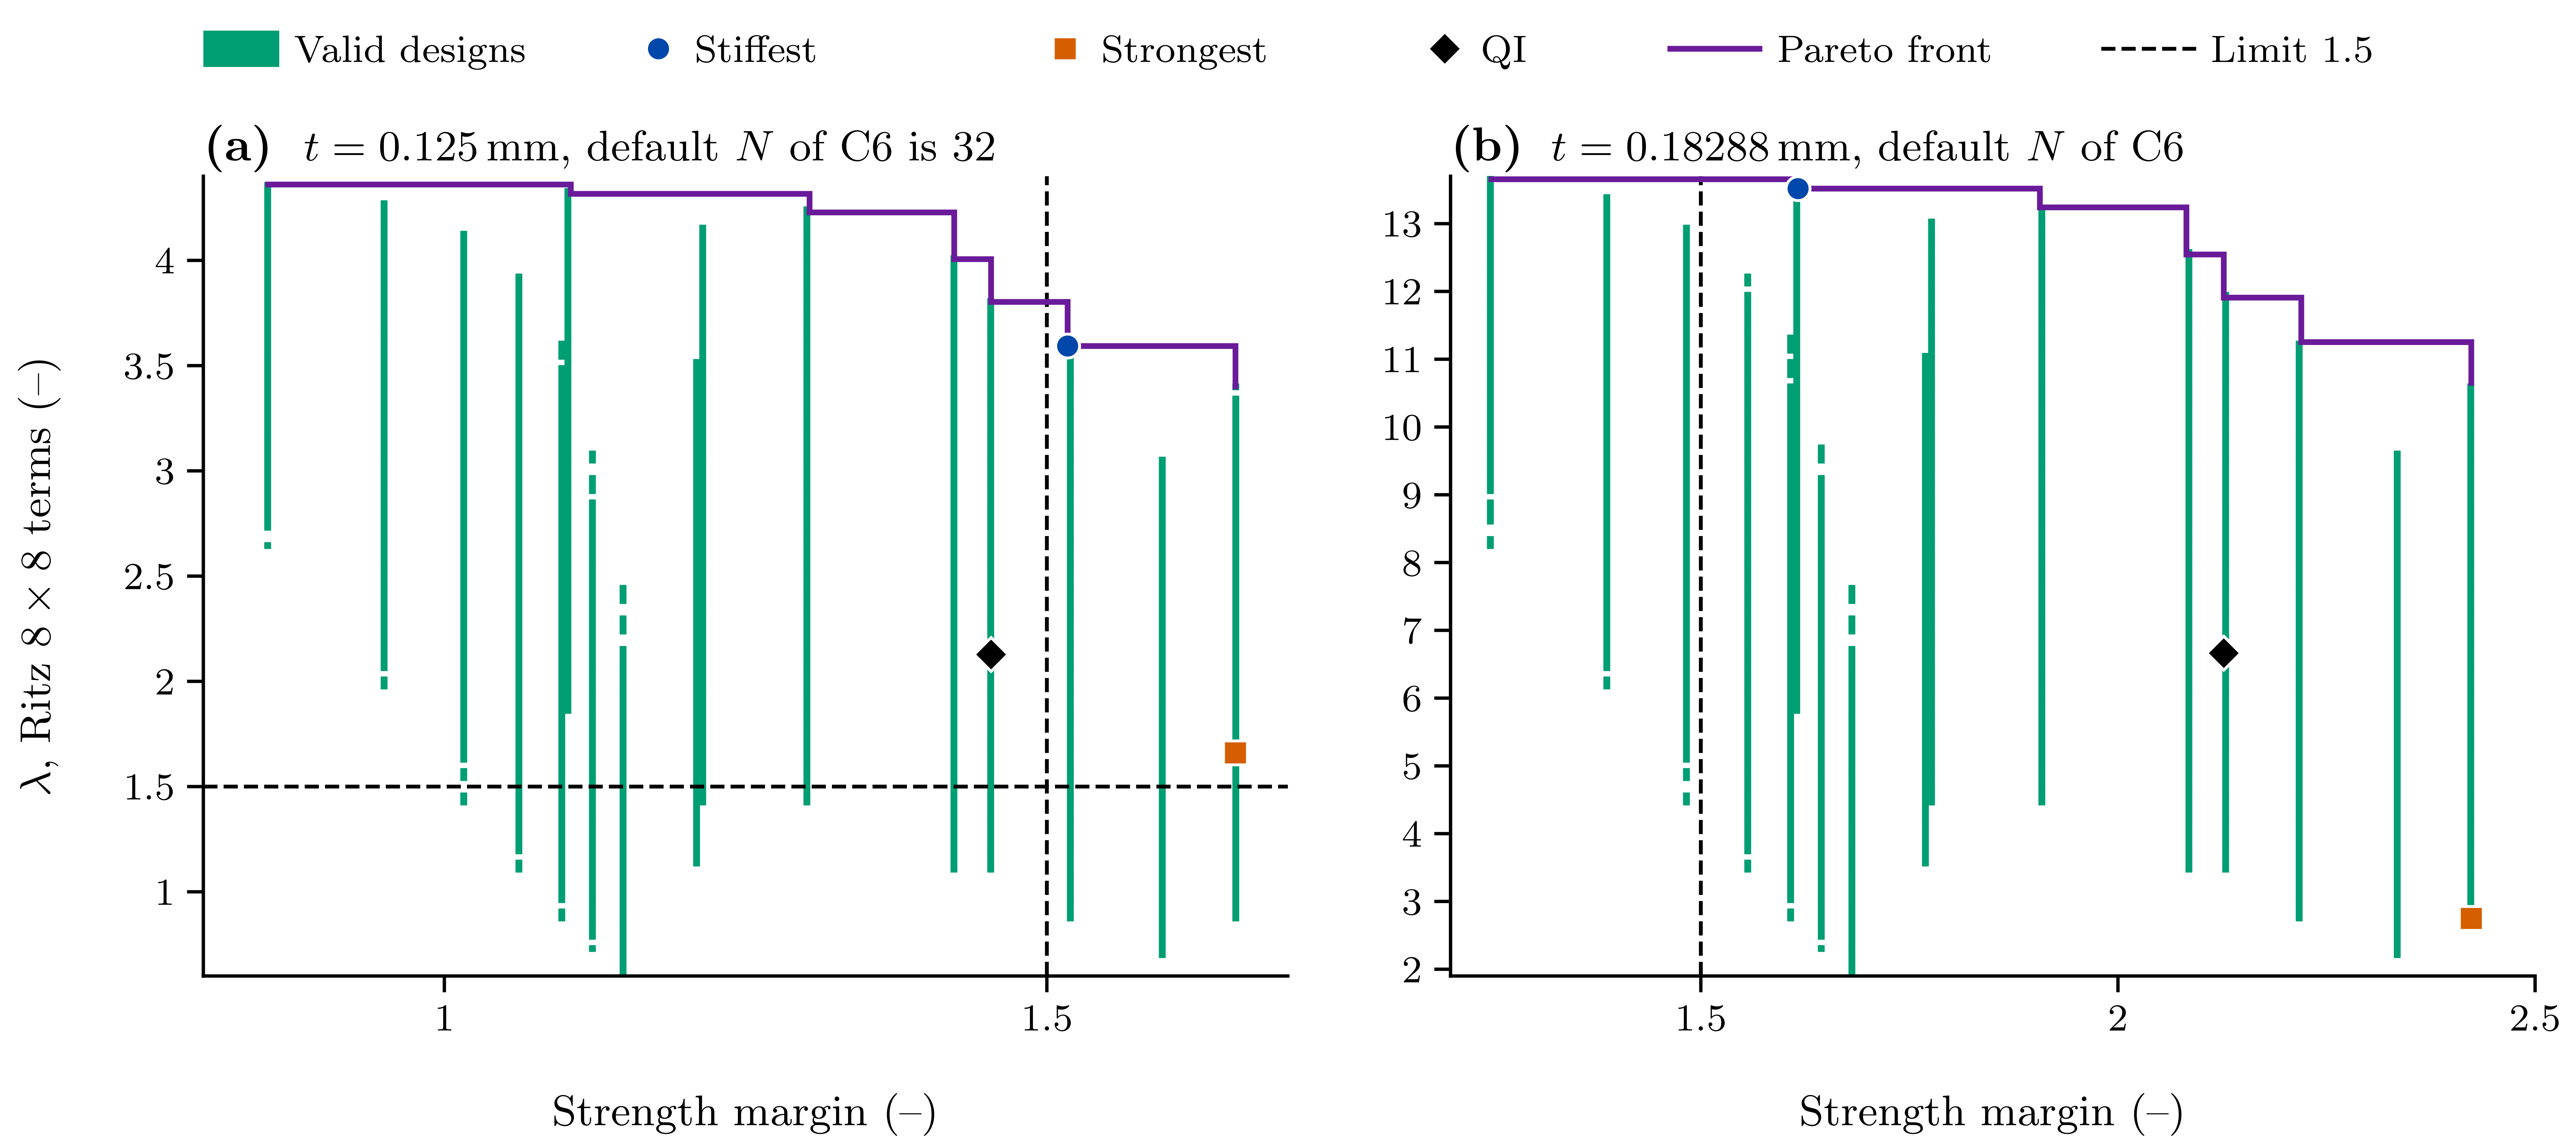 Valid designs Stiffest Strongest QI Pareto front Limit 1.5
(a) t = 0.125 mm, default N of C6 is 32
4
3.5
3
2.5
2
1.5
1
λ, Ritz 8 × 8 terms (–)
1 1.5
Strength margin (–)
(b) t = 0.18288 mm, default N of C6
13
12
11
10
9
8
7
6
5
4
3
2
1.5 2 2.5
Strength margin (–)